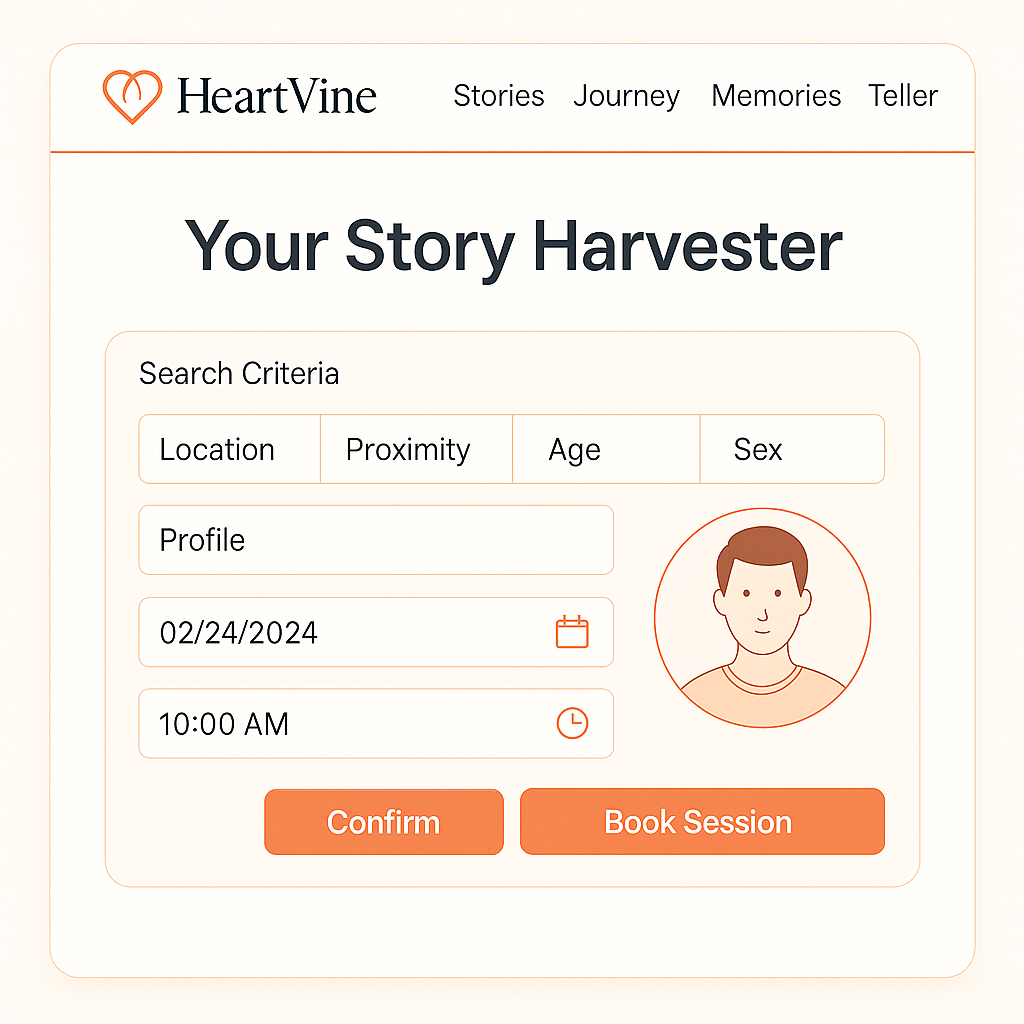 HeartVine Stories Journey Memories Teller
Your Story Harvester
Search Criteria
Location Proximity Age Sex
Profile
02/24/2024
10:00 AM
Confirm Book Session